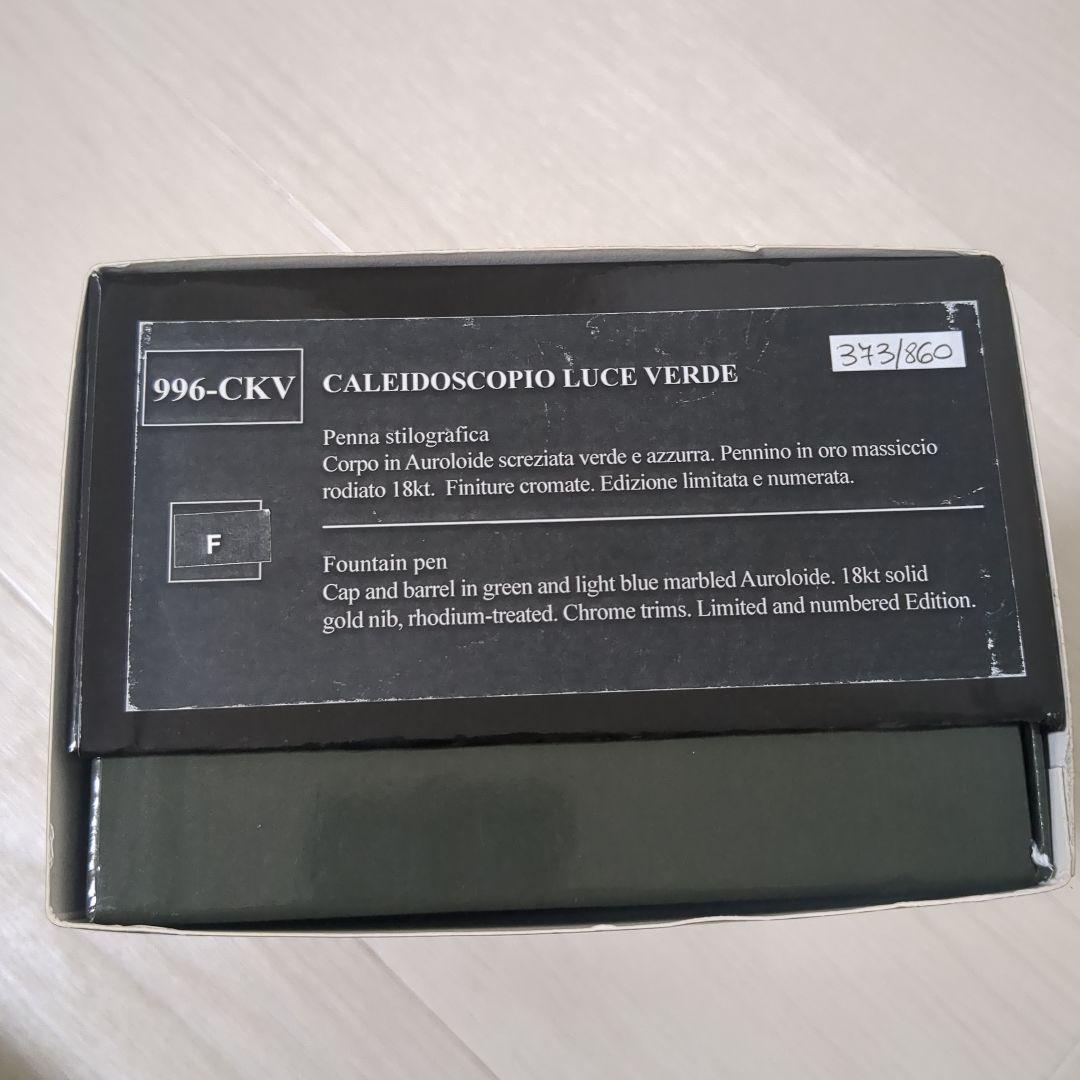 996-CKV
CALEIDOSCOPIO LUCE VERDE
373/860
Penna stilografica
Corpo in Auroloide screziata verde e azzurra. Pennino in oro massiccio
rodiato 18kt. Finiture cromate. Edizione limitata e numerata.
F
Fountain pen
Cap and barrel in green and light blue marbled Auroloide. 18kt solid
gold nib, rhodium-treated. Chrome trims. Limited and numbered Edition.